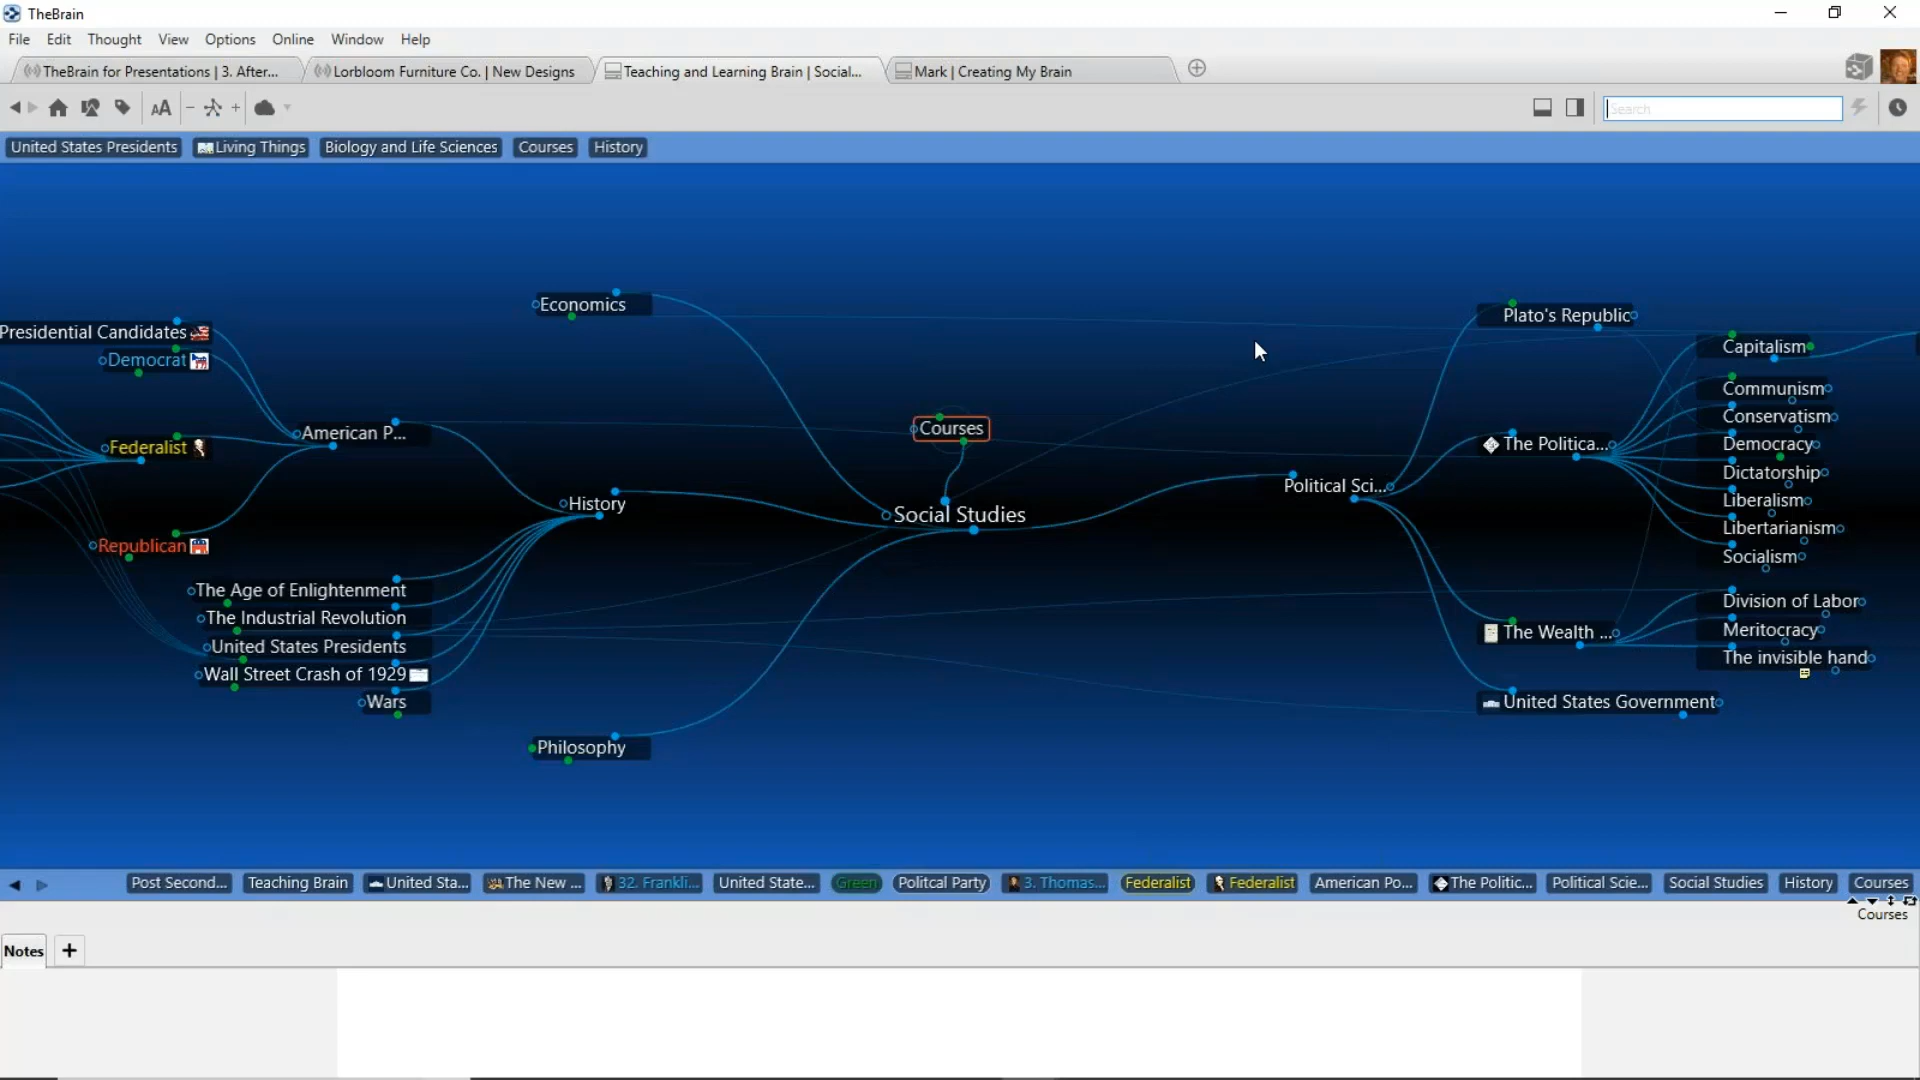 TheBrain
File Edit Thought View Options Online Window Help
TheBrain for Presentations | 3. After...
Lorbloom Furniture Co. | New Designs
Teaching and Learning Brain | Social...
Mark | Creating My Brain
AA
Search
United States Presidents
Living Things
Biology and Life Sciences
Courses
History
Economics
Plato's Republic
Presidential Candidates
Capitalism
Democrat
Communism
Conservatism
Courses
American P...
Federalist
The Politica...
Democracy
Dictatorship
Political Sci...
Liberalism
History
Social Studies
Libertarianism
Republican
Socialism
The Age of Enlightenment
Division of Labor
The Industrial Revolution
The Wealth ...
Meritocracy
United States Presidents
The invisible hand
Wall Street Crash of 1929
Wars
United States Government
Philosophy
Post Second...
Teaching Brain
United Sta...
The New ...
32. Frankli...
United State...
Green
Politcal Party
3. Thomas...
Federalist
Federalist
American Po...
The Politic...
Political Scie...
Social Studies
History
Courses
Courses
Notes